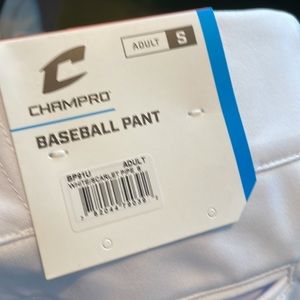 ADULT S
CHAMPRO
BASEBALL PANT
BP91U ADULT
WHITE/SCARLET PIPE S